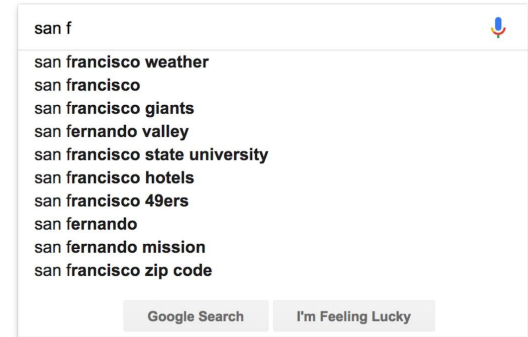 san f
san francisco weather
san francisco
san francisco giants
san fernando valley
san francisco state university
san francisco hotels
san francisco 49ers
san fernando
san fernando mission
san francisco zip code
Google Search I'm Feeling Lucky